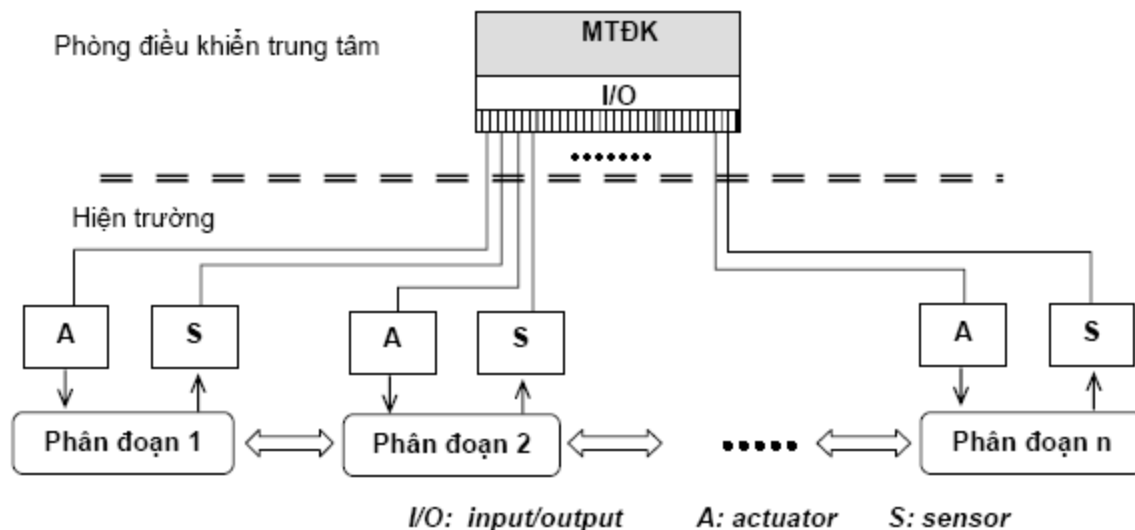 MTĐK
Phòng điều khiển trung tâm
I/O
Hiện trường
A S A S A S
Phân đoạn 1 Phân đoạn 2 Phân đoạn n
I/O: input/output A: actuator S: sensor